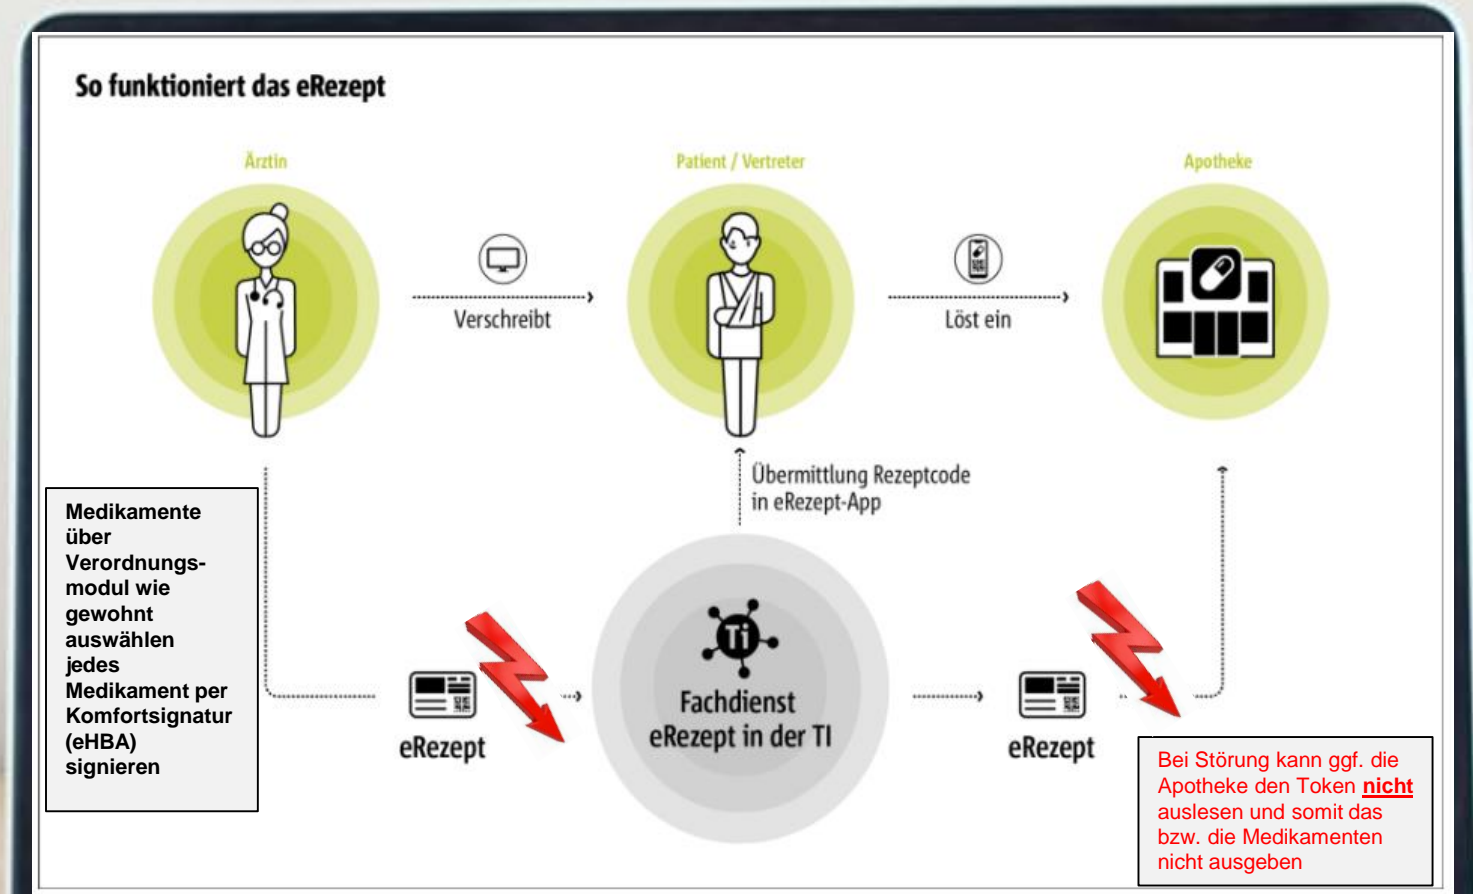 So funktioniert das eRezept
Ärztin
Patient / Vertreter
Apotheke
Verschreibt
Löst ein
Übermittlung Rezeptcode
in eRezept-App
Medikamente
über
Verordnungs-
modul wie
gewohnt
auswählen
jedes
Medikament per
Komfortsignatur
(eHBA)
signieren
eRezept
Ti
Fachdienst
eRezept in der TI
eRezept
Bei Störung kann ggf. die
Apotheke den Token nicht
auslesen und somit das
bzw. die Medikamenten
nicht ausgeben